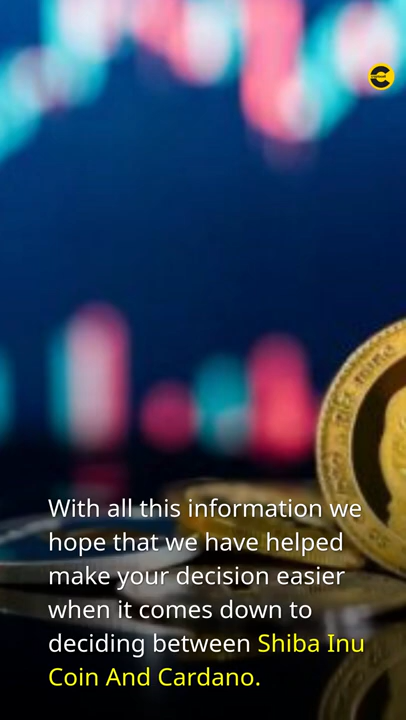 With all this information we
hope that we have helped
make your decision easier
when it comes down to
deciding between Shiba Inu
Coin And Cardano.